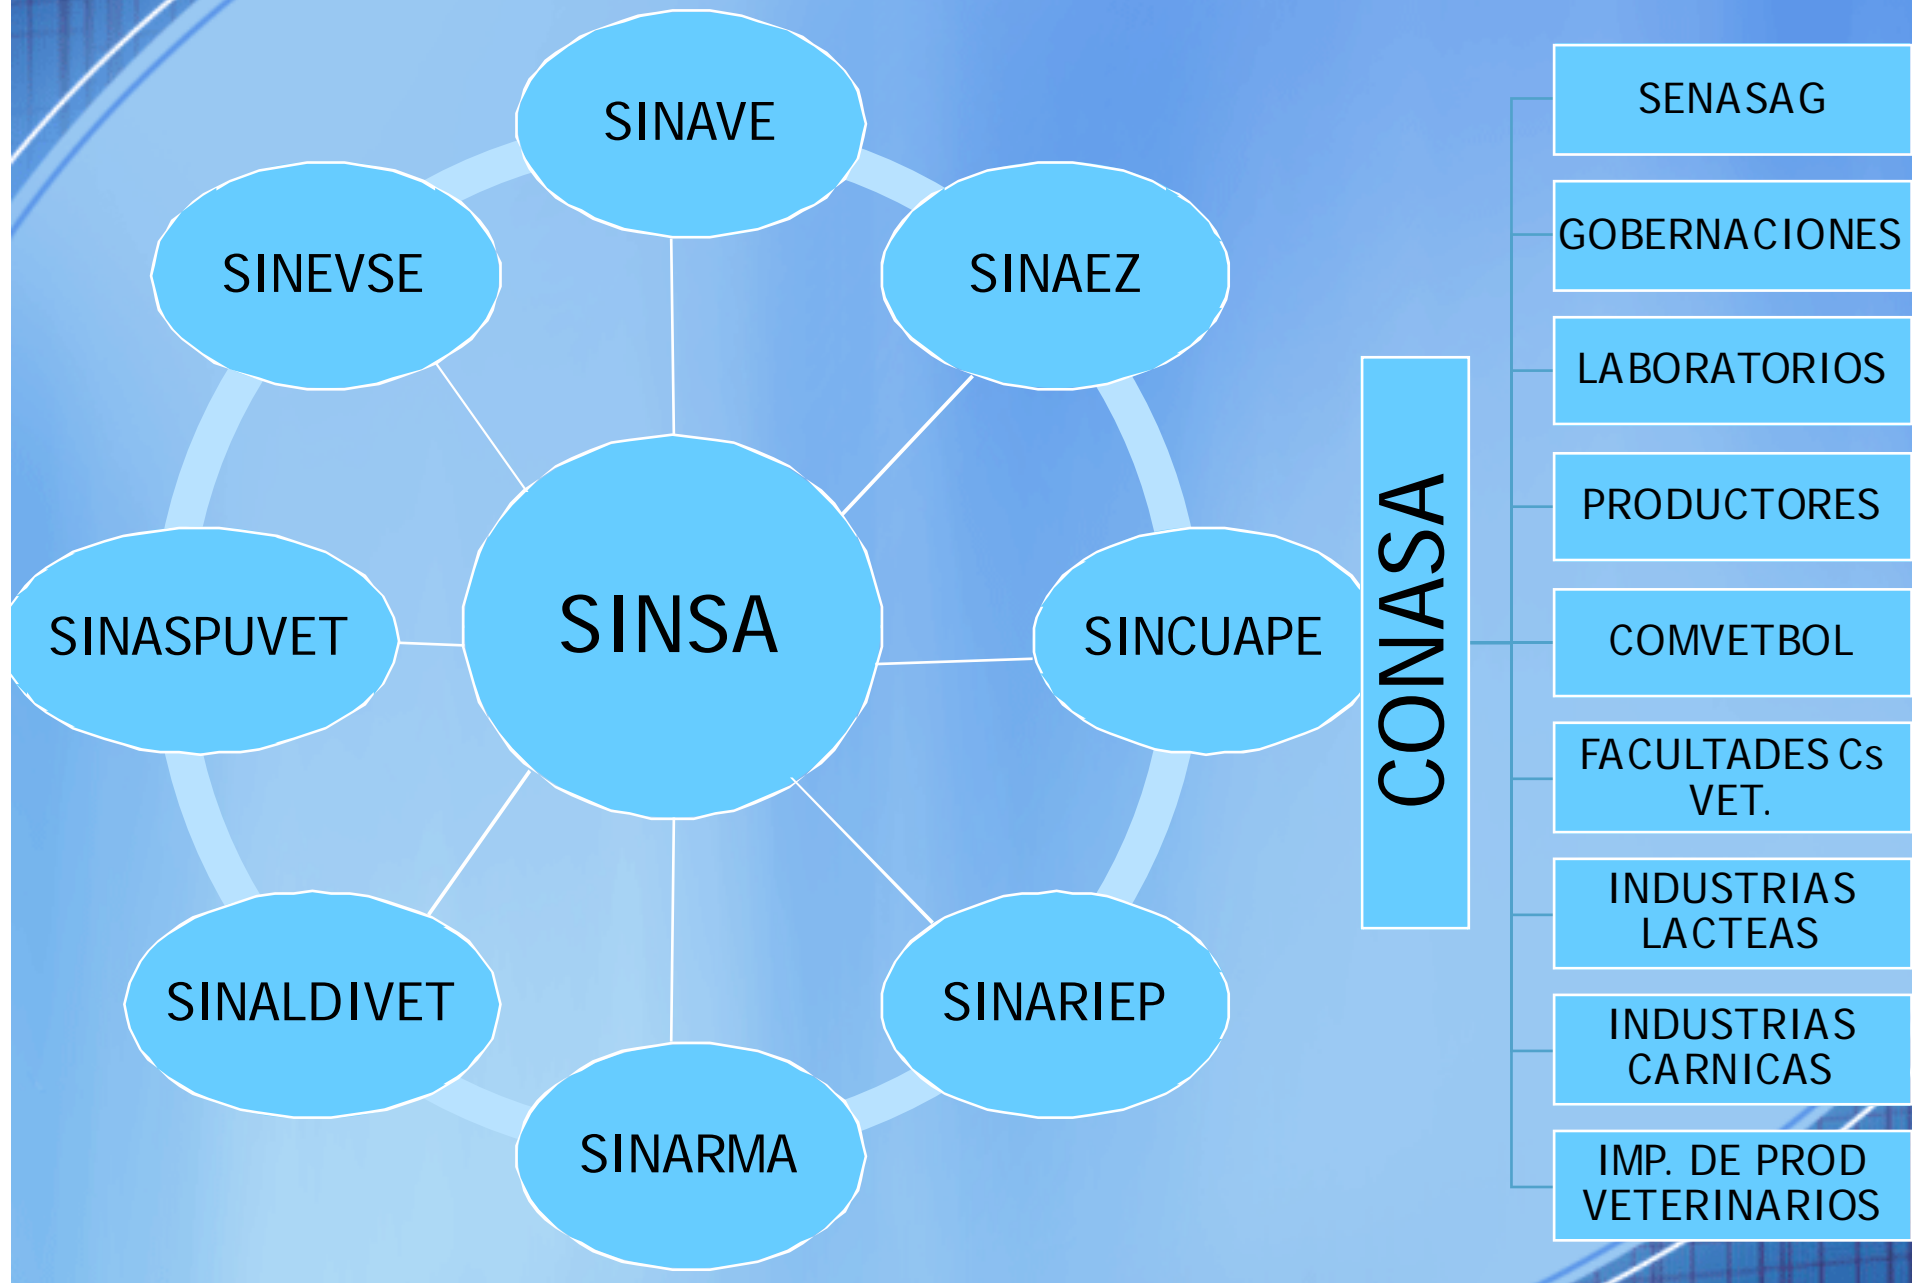 SINAVE
SINEVSE
SINAEZ
SINASPUVET
SINSA
SINCUAPE
SINALDIVET
SINARIEP
SINARMA
CONASA
SENASAG
GOBERNACIONES
LABORATORIOS
PRODUCTORES
COMVETBOL
FACULTADES Cs
VET.
INDUSTRIAS
LACTEAS
INDUSTRIAS
CARNICAS
IMP. DE PROD
VETERINARIOS